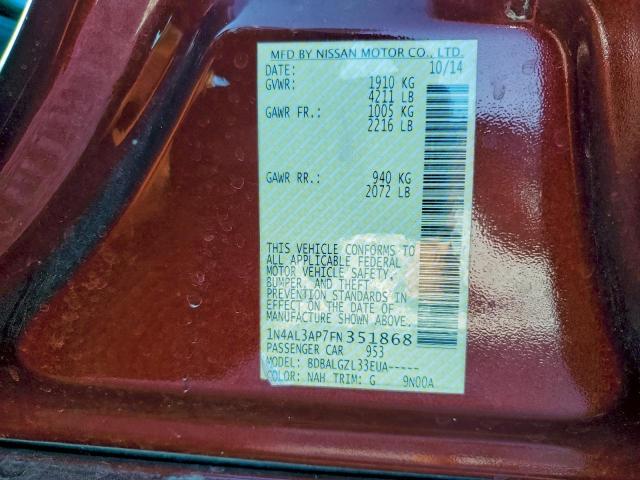 MFD BY NISSAN MOTOR CO., LTD.
DATE: 10/14
GVWR: 1910 KG
4211 LB
GAWR FR.: 1005 KG
2216 LB
GAWR RR.: 940 KG
2072 LB
THIS VEHICLE CONFORMS TO
ALL APPLICABLE FEDERAL
MOTOR VEHICLE SAFETY,
BUMPER, AND THEFT
PREVENTION STANDARDS IN
EFFECT ON THE DATE OF
MANUFACTURE SHOWN ABOVE.
1N4AL3AP7FN351868
PASSENGER CAR 953
MODEL: BDBALGZL33EUA-----
COLOR: NAH TRIM: G 9N00A